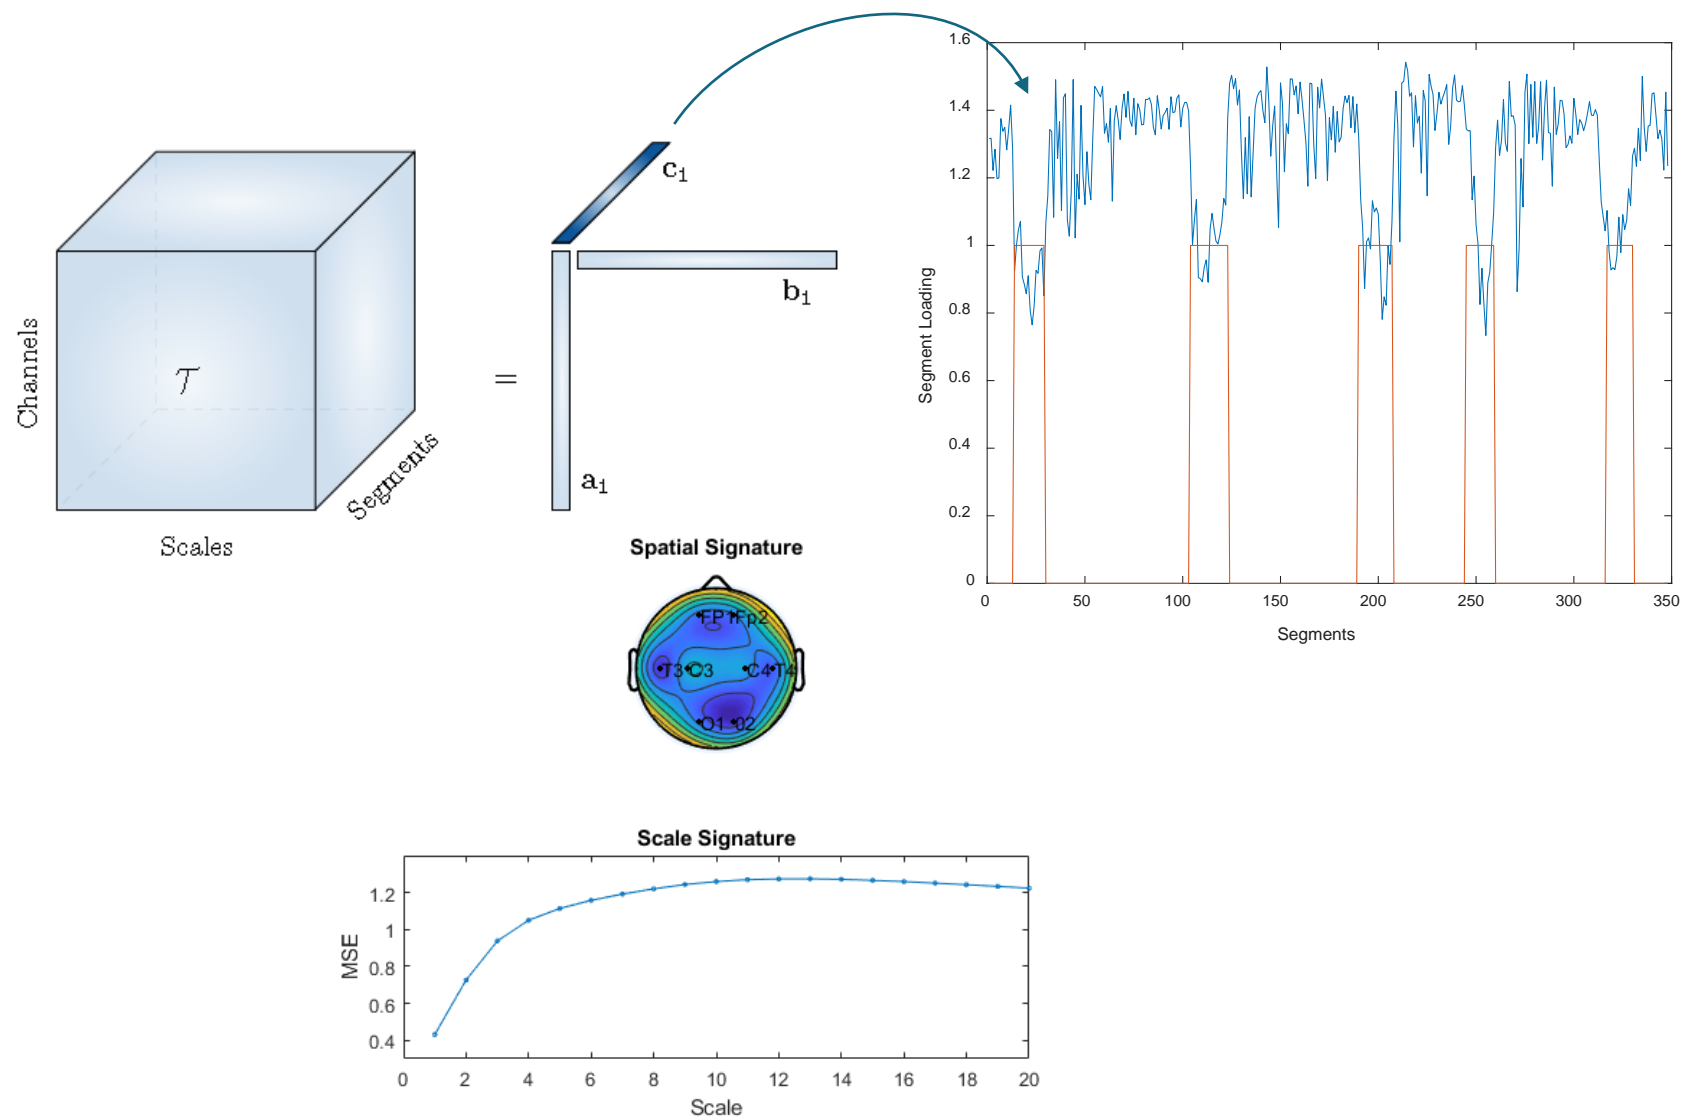 Channels
𝒯
Segments
Scales
=
c₁
b₁
a₁
1.6
1.4
1.2
1
0.8
0.6
0.4
0.2
0
Segment Loading
0 50 100 150 200 250 300 350
Segments
Spatial Signature
FP1 Fp2
T3 C3 C4 T4
O1 02
Scale Signature
1.2
1
0.8
0.6
0.4
MSE
0 2 4 6 8 10 12 14 16 18 20
Scale